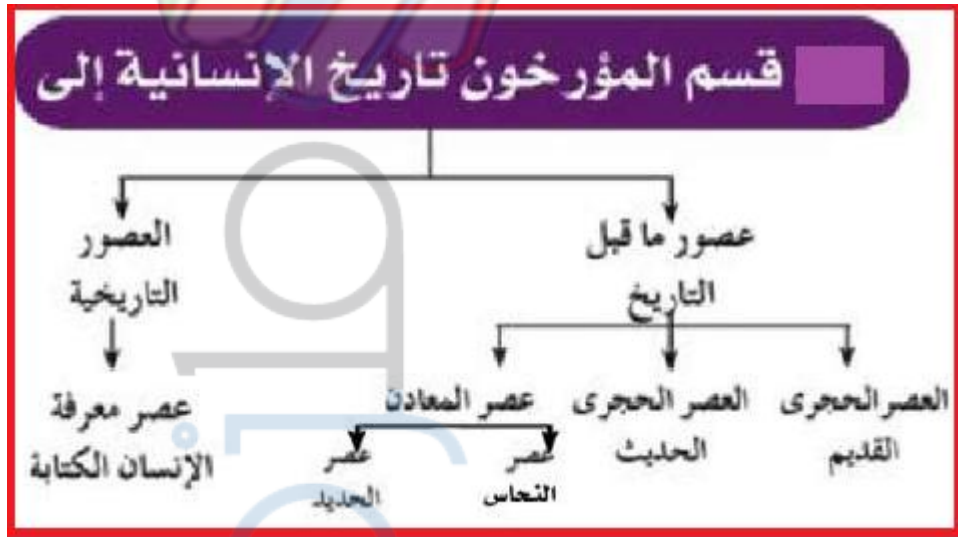 قسم المؤرخون تاريخ الإنسانية إلى
عصور ما قبل
التاريخ
العصور
التاريخية
العصر الحجرى
القديم
العصر الحجرى
الحديث
عصر المعادن
عصر
النحاس
عصر
الحديد
عصر معرفة
الإنسان الكتابة